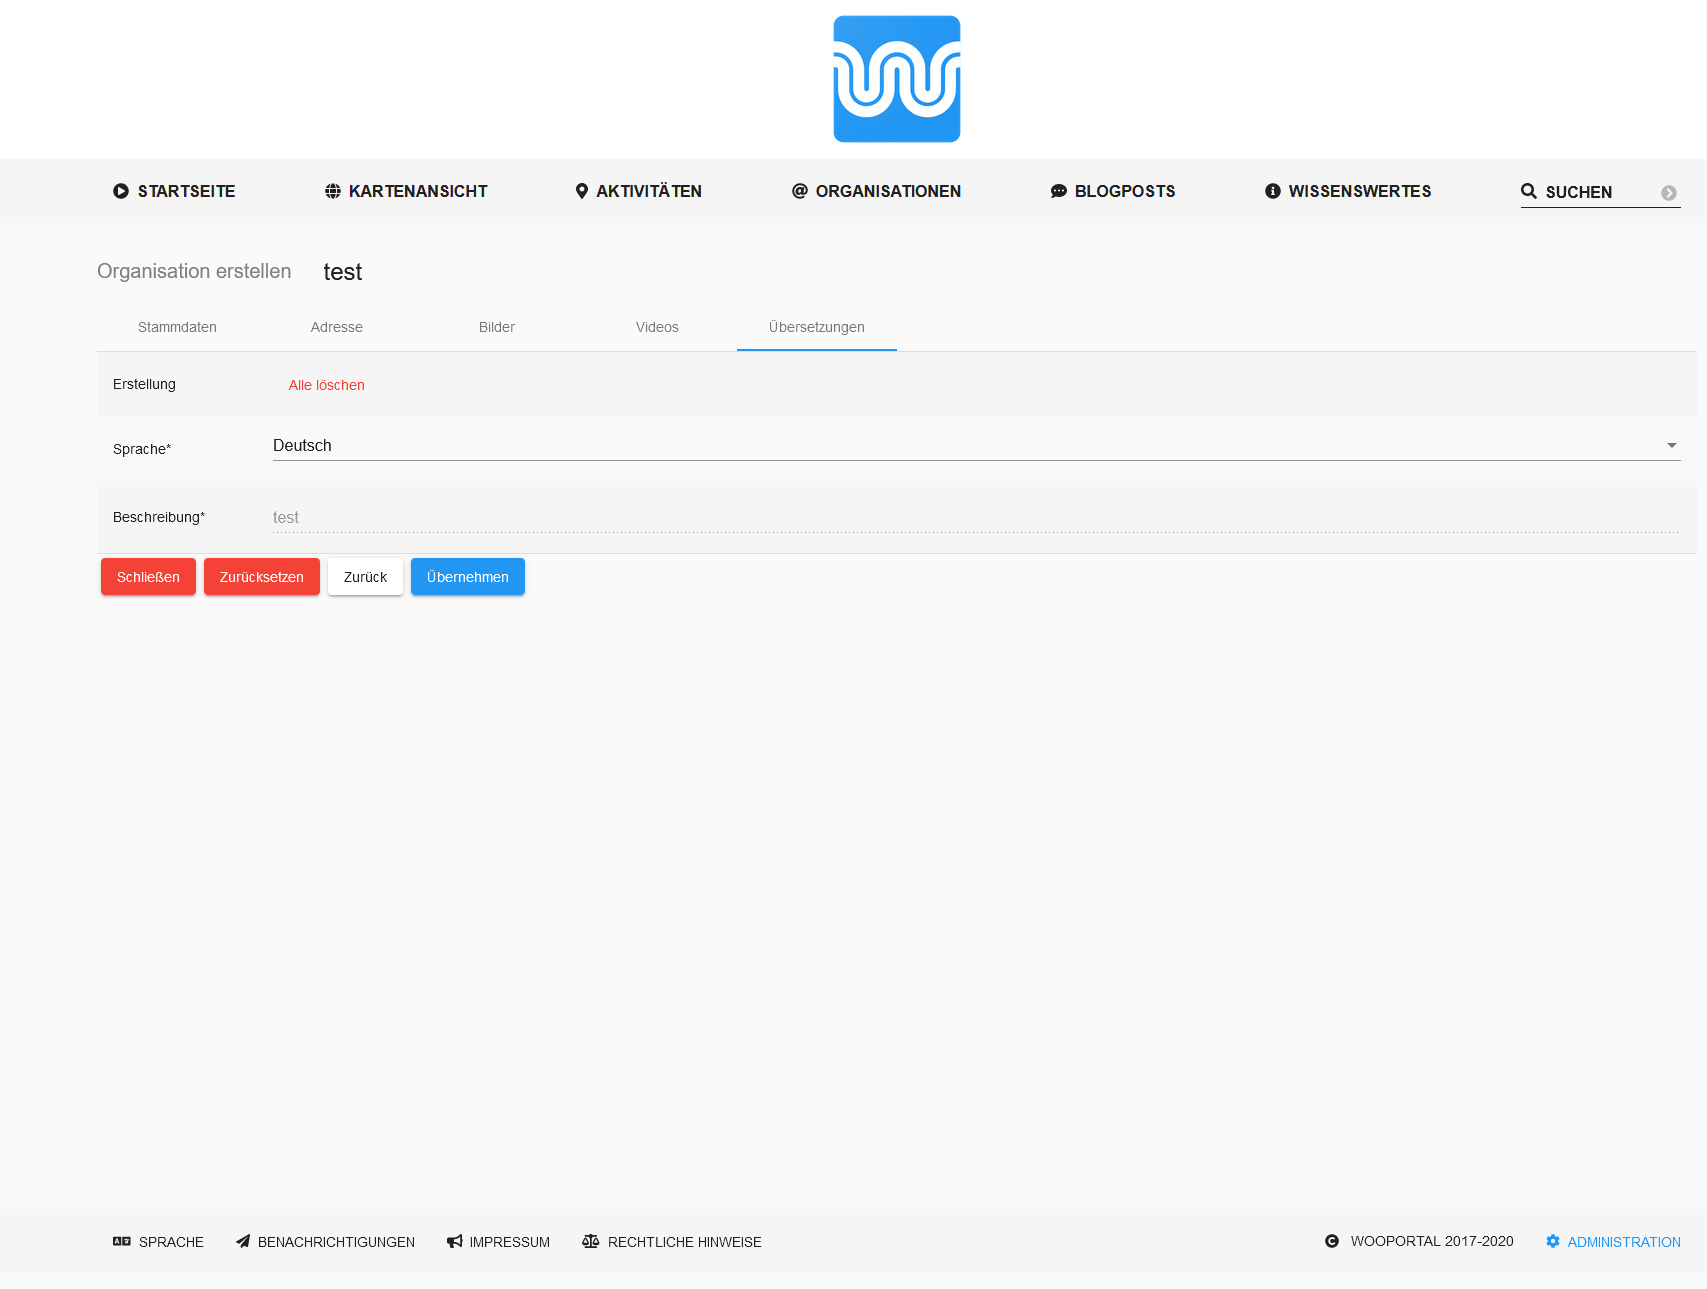 STARTSEITE KARTENANSICHT AKTIVITÄTEN ORGANISATIONEN BLOGPOSTS WISSENSWERTES SUCHEN
Organisation erstellen test
Stammdaten Adresse Bilder Videos Übersetzungen
Erstellung Alle löschen
Sprache* Deutsch
Beschreibung* test
Schließen Zurücksetzen Zurück Übernehmen
SPRACHE BENACHRICHTIGUNGEN IMPRESSUM RECHTLICHE HINWEISE WOOPORTAL 2017-2020 ADMINISTRATION